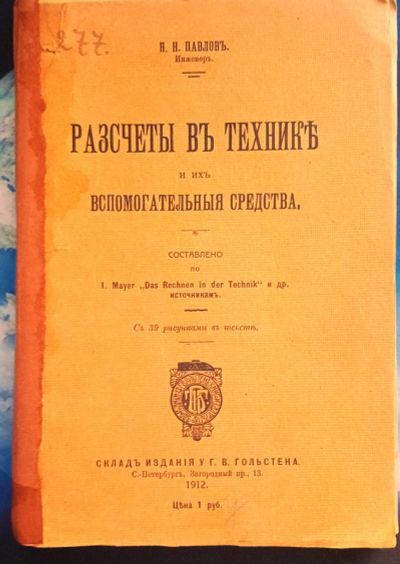 277.
Н. Н. ПАВЛОВЪ.
Инженеръ.
РАЗСЧЕТЫ ВЪ ТЕХНИКѢ
И ИХЪ
ВСПОМОГАТЕЛЬНЫЯ СРЕДСТВА.
СОСТАВЛЕНО
по
I. Mayer „Das Rechnen in der Technik“ и др.
источникамъ.
Съ 39 рисунками въ текстѣ.
СКЛАДЪ ИЗДАНІЯ У Г. В. ГОЛЬСТЕНА.
С.-Петербургъ, Загородный пр., 13.
1912.
Цѣна 1 руб.